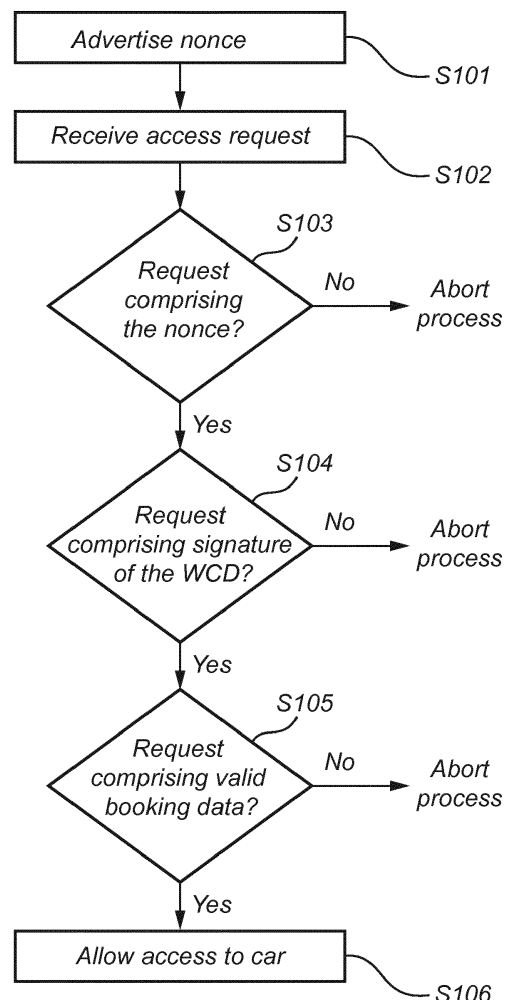 Advertise nonce
S101
Receive access request
S102
S103
Request
comprising
the nonce?
No
Abort
process
Yes
S104
Request
comprising signature
of the WCD?
No
Abort
process
Yes
S105
Request
comprising valid
booking data?
No
Abort
process
Yes
Allow access to car
S106